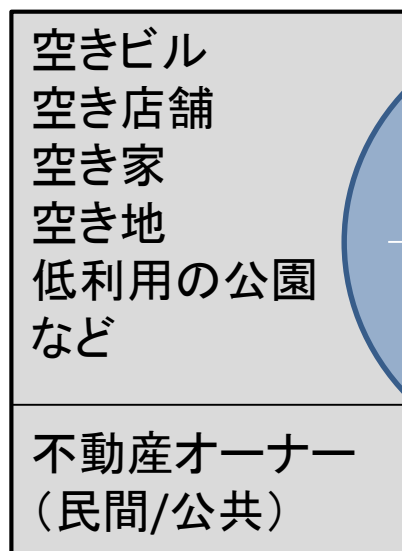 空きビル
空き店舗
空き家
空き地
低利用の公園
など
不動産オーナー
（民間/公共）